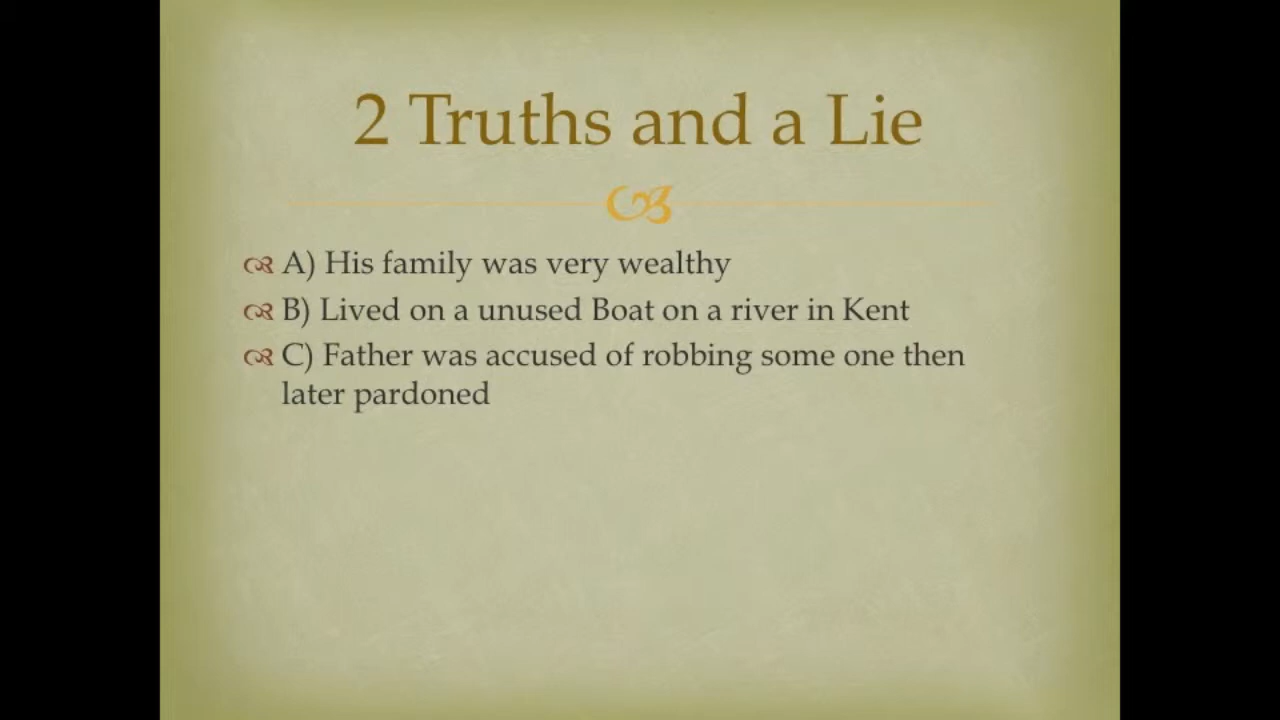 2 Truths and a Lie
A) His family was very wealthy
B) Lived on a unused Boat on a river in Kent
C) Father was accused of robbing some one then
later pardoned